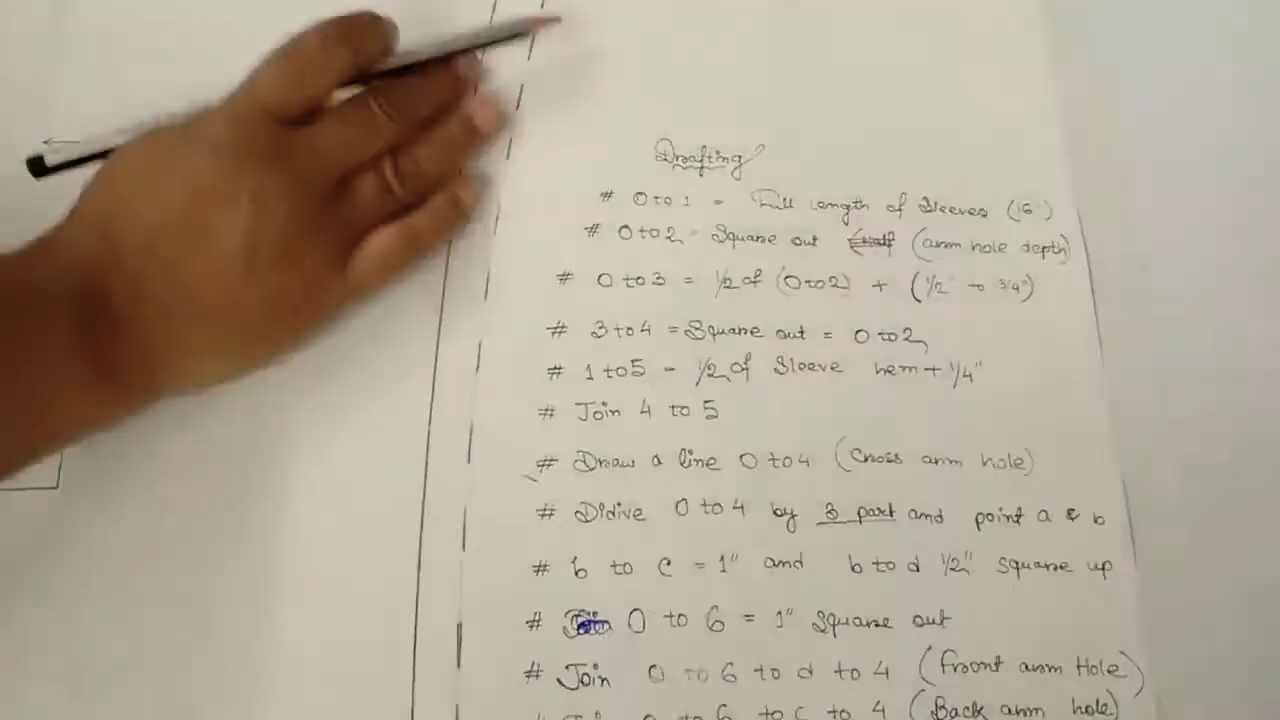 Drafting
# 0 to 1 = Full Length of Sleeves (16")
# 0 to 2 - Square out (arm hole depth)
# 0 to 3 = 1/2 of (0 to 2) + (1/2" to 3/4")
# 3 to 4 = Square out = 0 to 2
# 1 to 5 - 1/2 of Sleeve hem + 1/4"
# Join 4 to 5
# Draw a line 0 to 4 (Cross arm hole)
# Didive 0 to 4 by 3 part and point a & b
# b to c = 1" and b to d 1/2" square up
# 0 to 6 = 1" Square out
# Join 0 to 6 to d to 4 (Front arm Hole)
0 to 6 to c to 4 (Back arm hole)